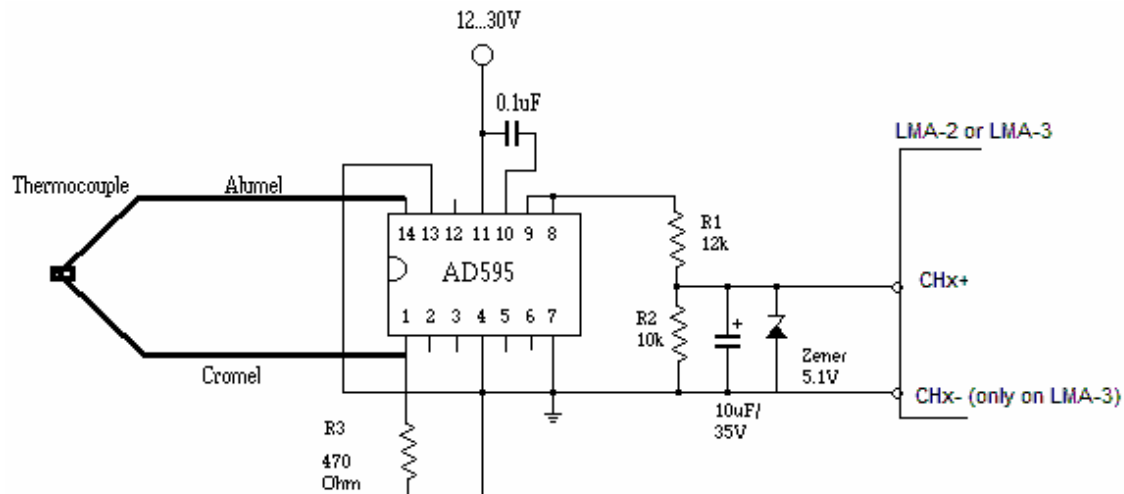 12...30V
0.1uF
LMA-2 or LMA-3
Thermocouple
Alumel
14 13 12 11 10 9 8
R1
12k
AD595
CHx+
1 2 3 4 5 6 7
R2
10k
+
Zener
5.1V
Cromel
CHx- (only on LMA-3)
10uF/
35V
R3
470
Ohm